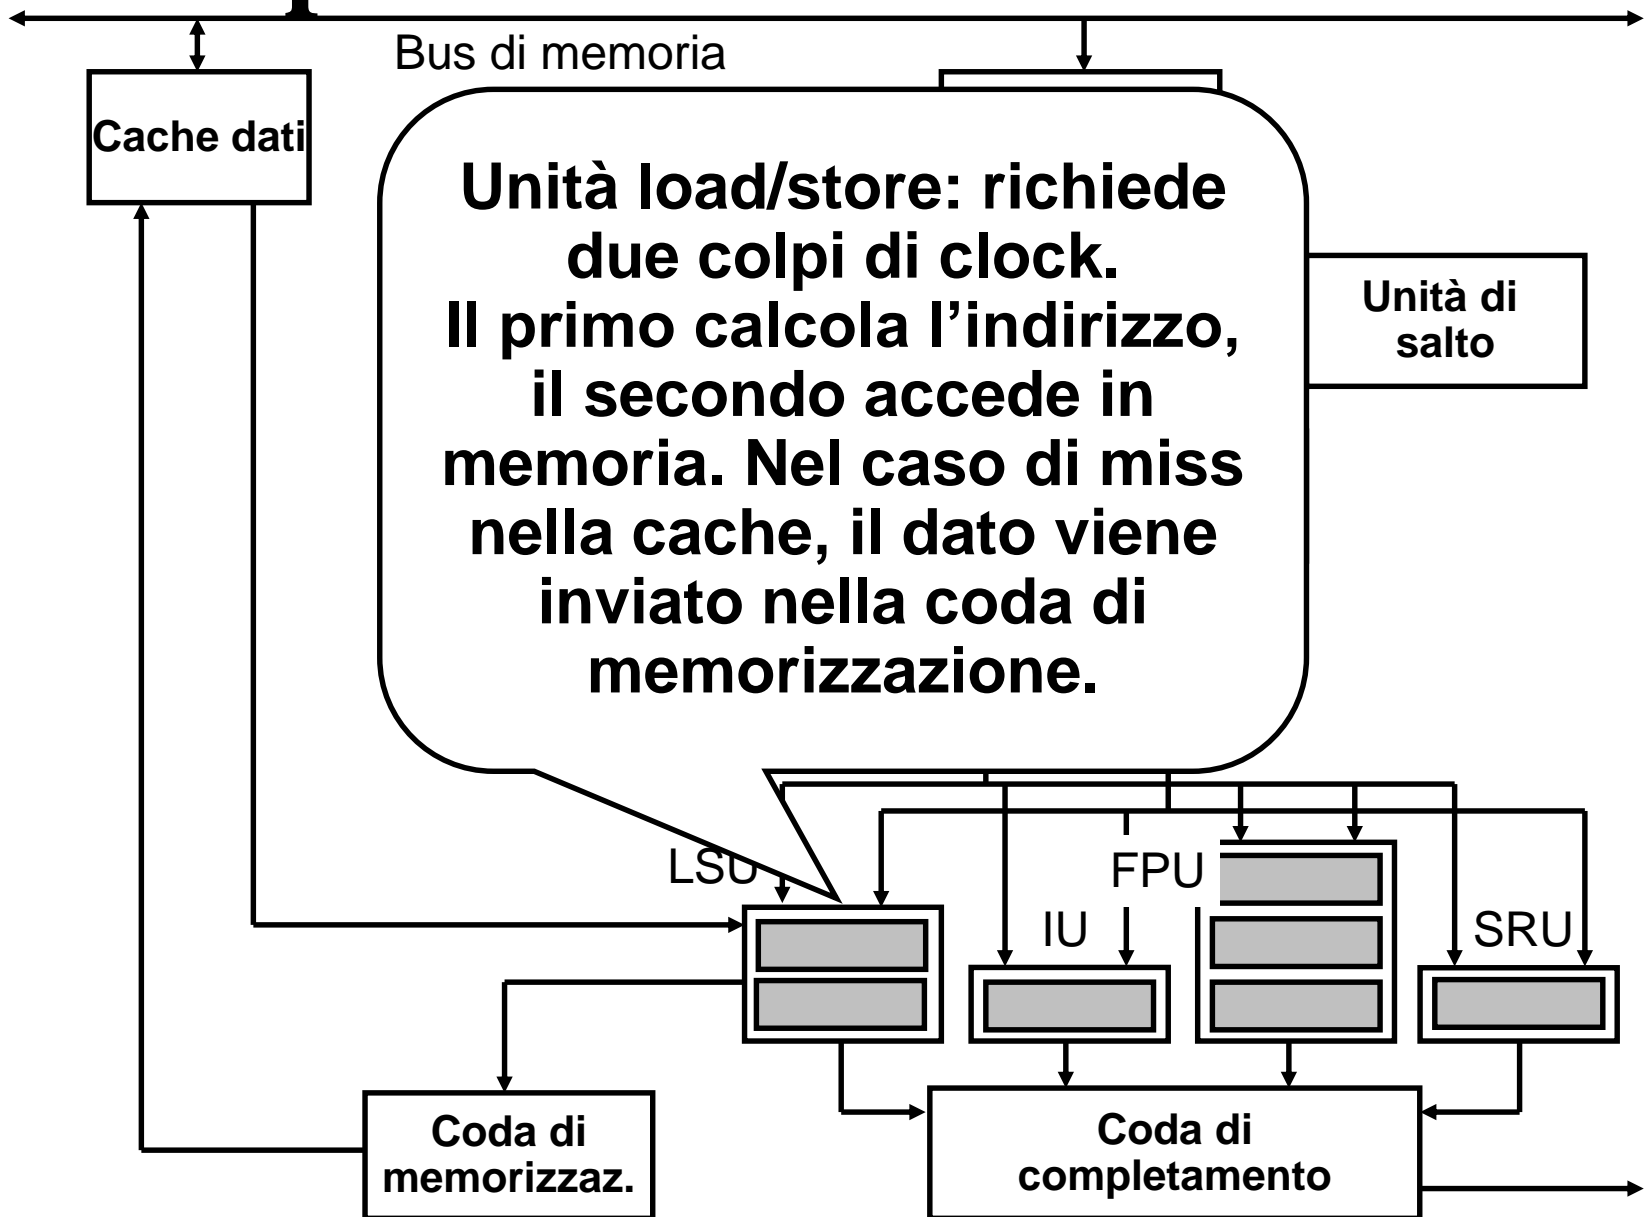 Bus di memoria
Cache dati
Unità load/store: richiede
due colpi di clock.
Il primo calcola l’indirizzo,
il secondo accede in
memoria. Nel caso di miss
nella cache, il dato viene
inviato nella coda di
memorizzazione.
Unità di
salto
LSU
FPU
IU
SRU
Coda di
memorizzaz.
Coda di
completamento